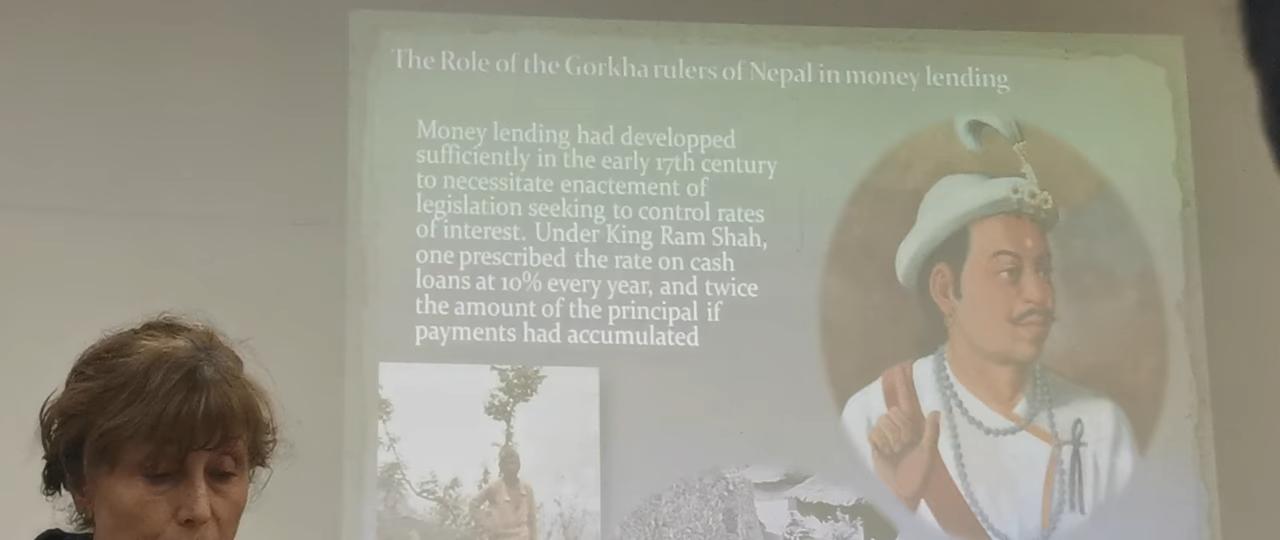 The Role of the Gorkha rulers of Nepal in money lending
Money lending had developped
sufficiently in the early 17th century
to necessitate enactement of
legislation seeking to control rates
of interest. Under King Ram Shah,
one prescribed the rate on cash
loans at 10% every year, and twice
the amount of the principal if
payments had accumulated